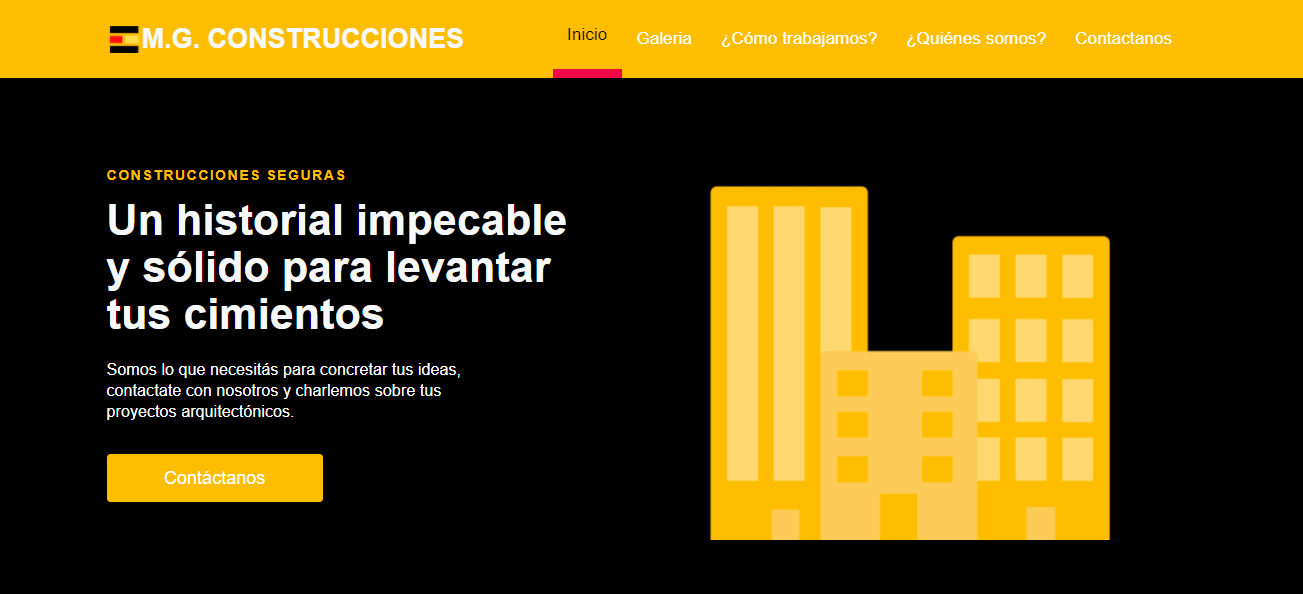 M.G. CONSTRUCCIONES
Inicio
Galeria
¿Cómo trabajamos?
¿Quiénes somos?
Contactanos
CONSTRUCCIONES SEGURAS
Un historial impecable
y sólido para levantar
tus cimientos
Somos lo que necesitás para concretar tus ideas,
contactate con nosotros y charlemos sobre tus
proyectos arquitectónicos.
Contáctanos